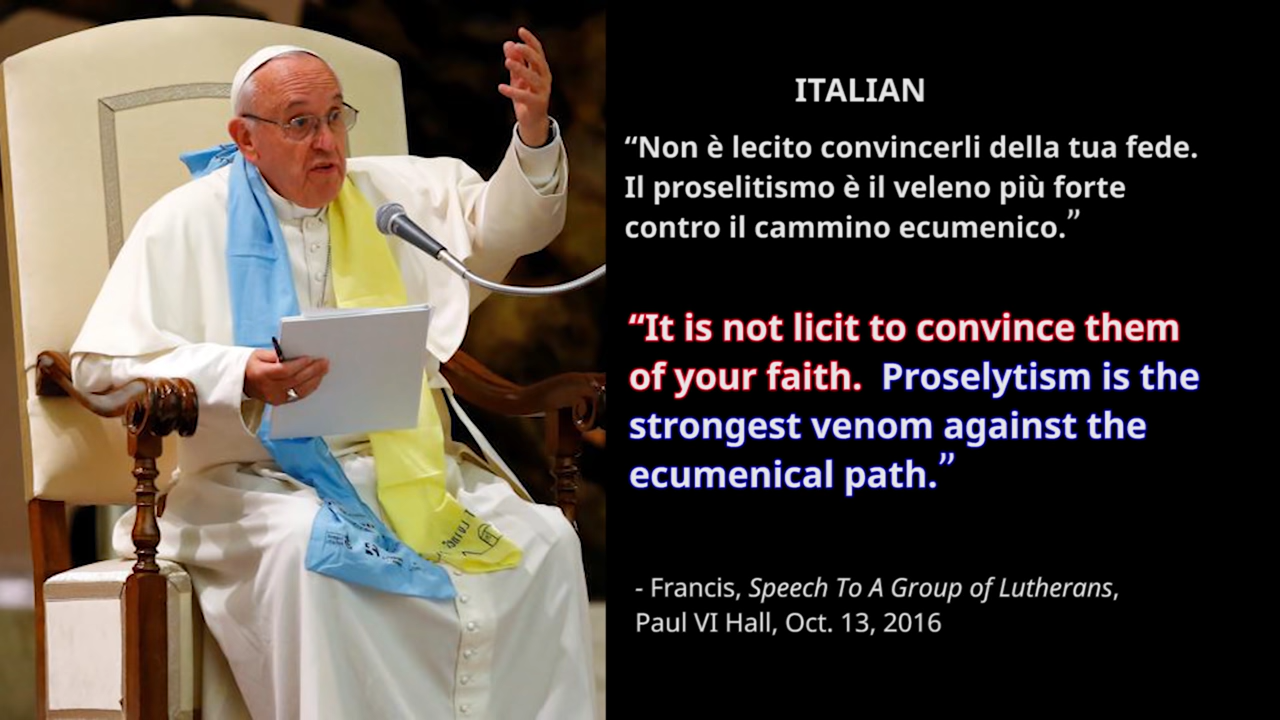 ITALIAN
“Non è lecito convincerli della tua fede.
Il proselitismo è il veleno più forte
contro il cammino ecumenico.”
“It is not licit to convince them
of your faith.  Proselytism is the
strongest venom against the
ecumenical path.”
- Francis, Speech To A Group of Lutherans,
Paul VI Hall, Oct. 13, 2016